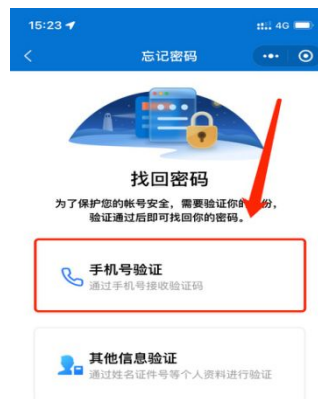 15:23 4G
忘记密码
找回密码
为了保护您的帐号安全，需要验证你的身份，
验证通过后即可找回你的密码。
手机号验证
通过手机号接收验证码
其他信息验证
通过姓名证件号等个人资料进行验证